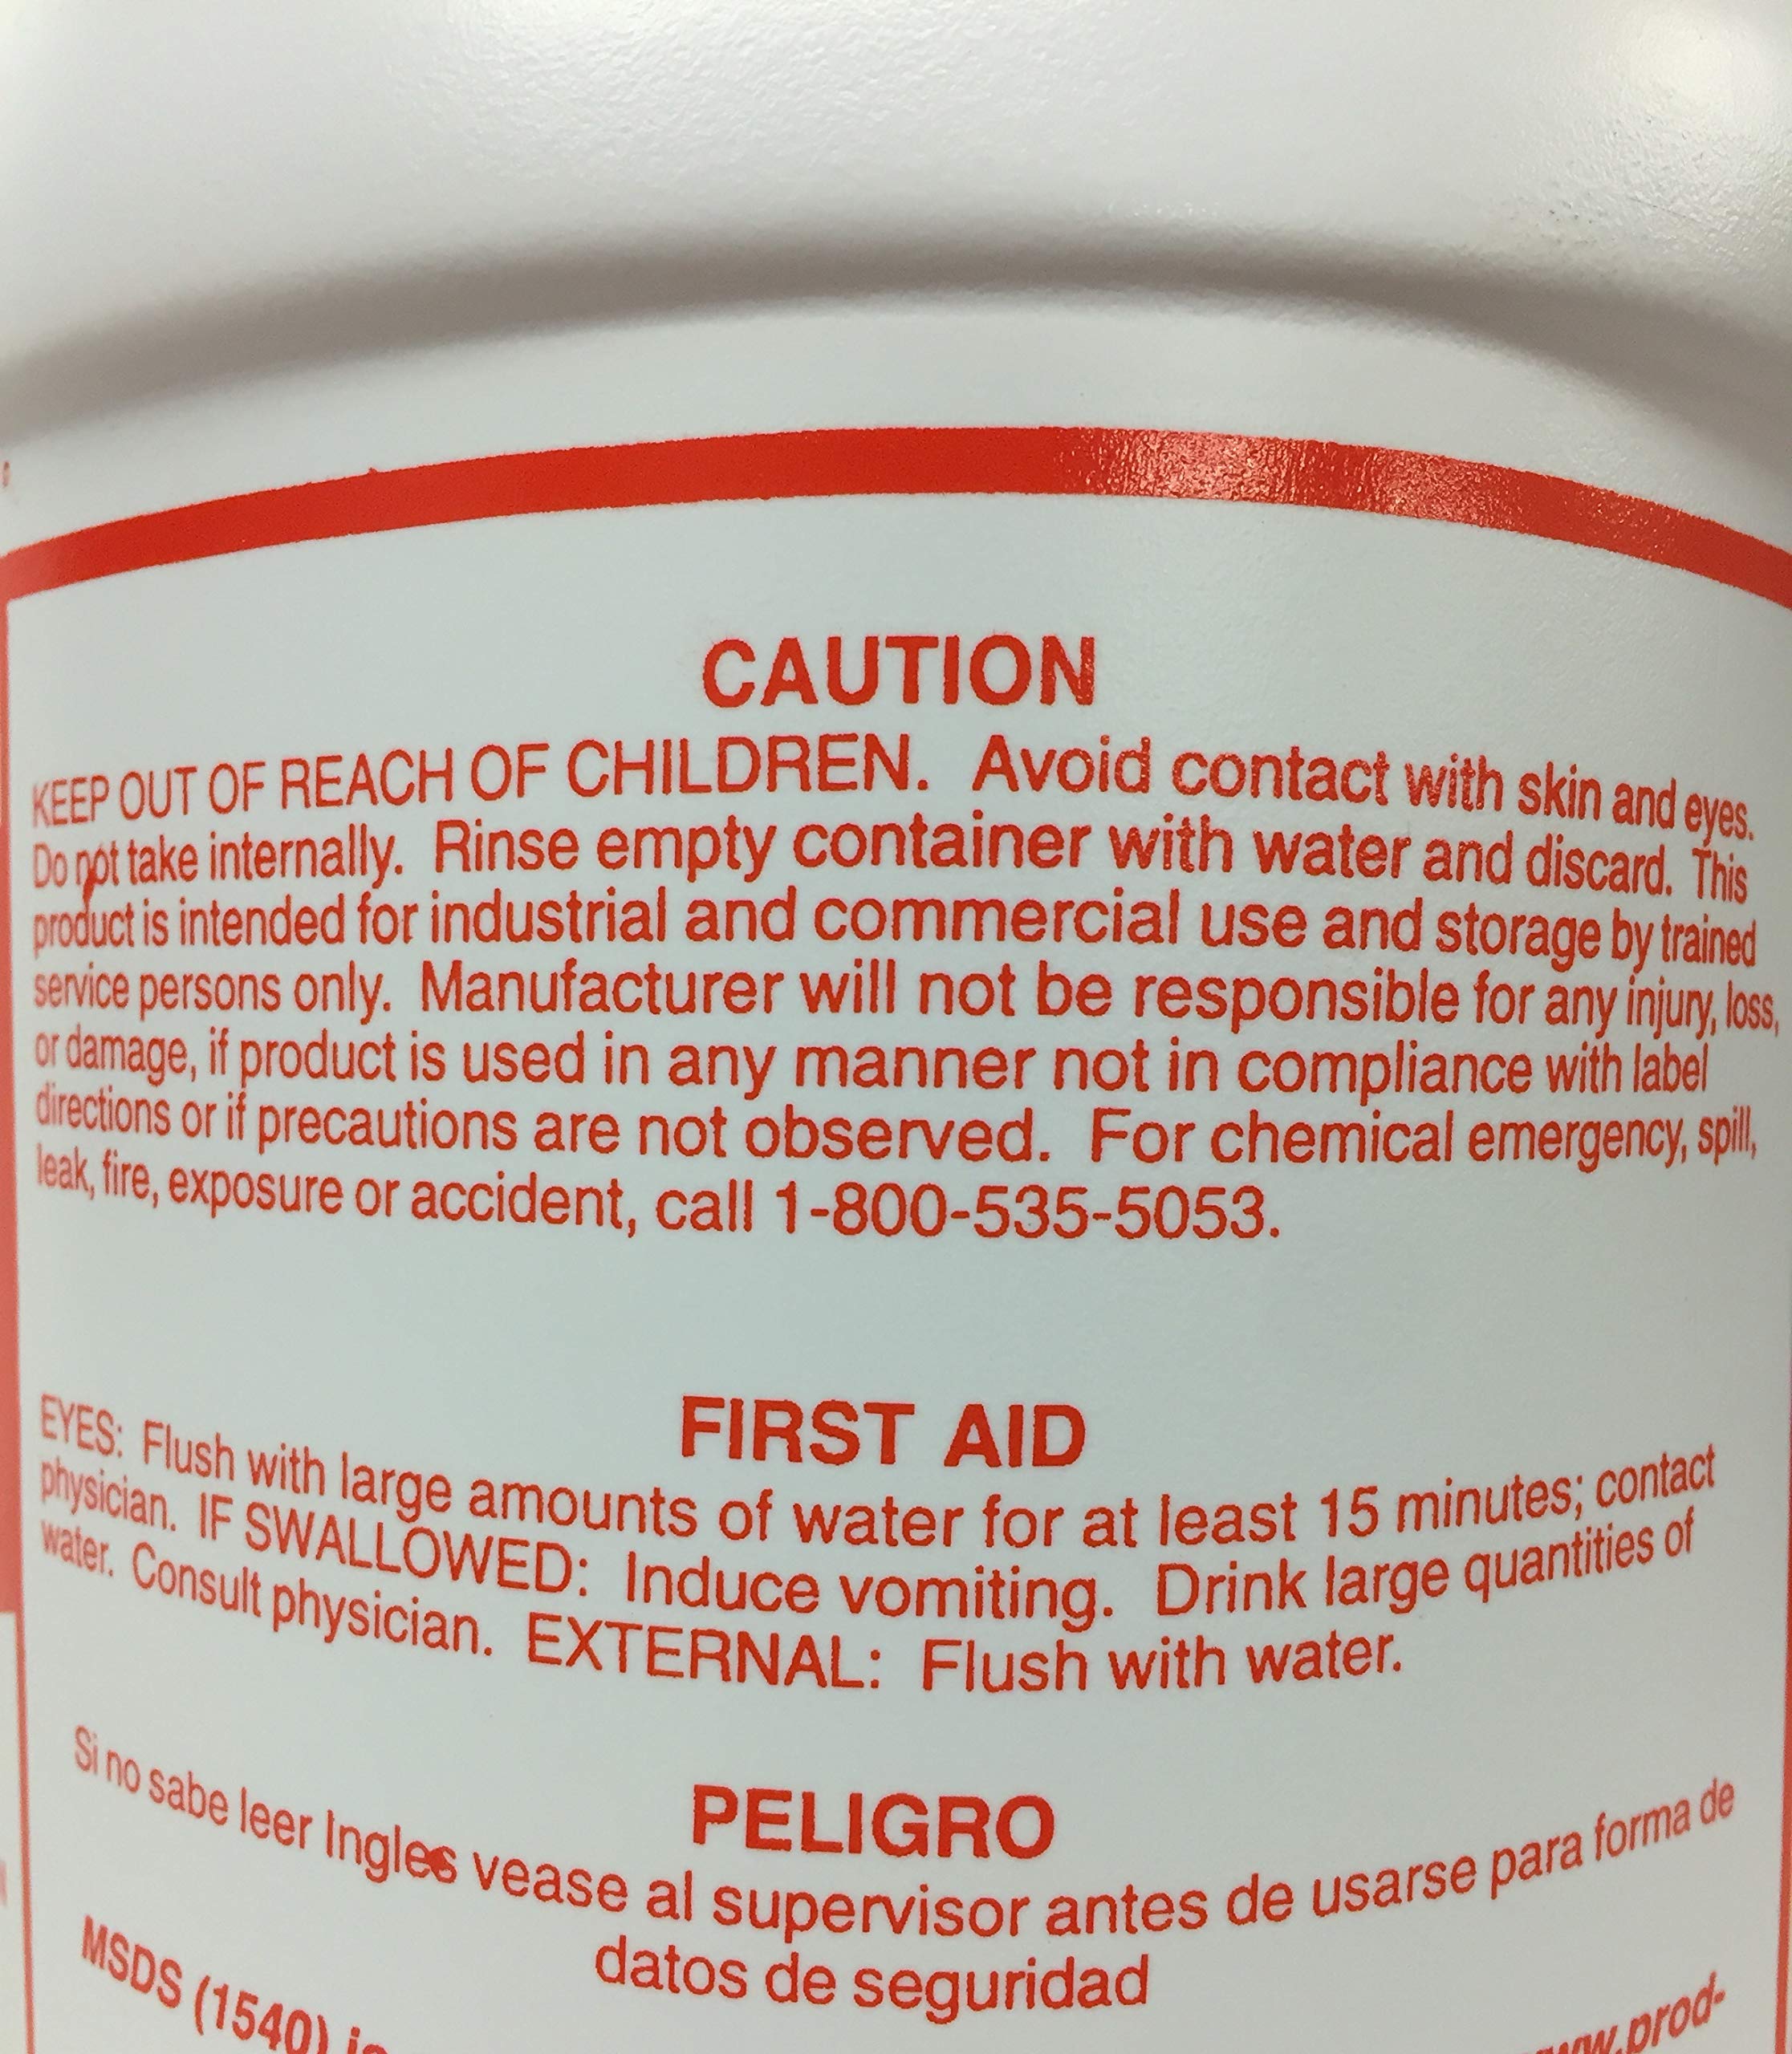 CAUTION
KEEP OUT OF REACH OF CHILDREN. Avoid contact with skin and eyes.
Do not take internally. Rinse empty container with water and discard. This
product is intended for industrial and commercial use and storage by trained
service persons only. Manufacturer will not be responsible for any injury, loss,
or damage, if product is used in any manner not in compliance with label
directions or if precautions are not observed. For chemical emergency, spill,
leak, fire, exposure or accident, call 1-800-535-5053.
FIRST AID
EYES: Flush with large amounts of water for at least 15 minutes; contact
physician. IF SWALLOWED: Induce vomiting. Drink large quantities of
water. Consult physician. EXTERNAL: Flush with water.
PELIGRO
Si no sabe leer Ingles vease al supervisor antes de usarse para forma de
datos de seguridad
MSDS (1540) is www.prod-